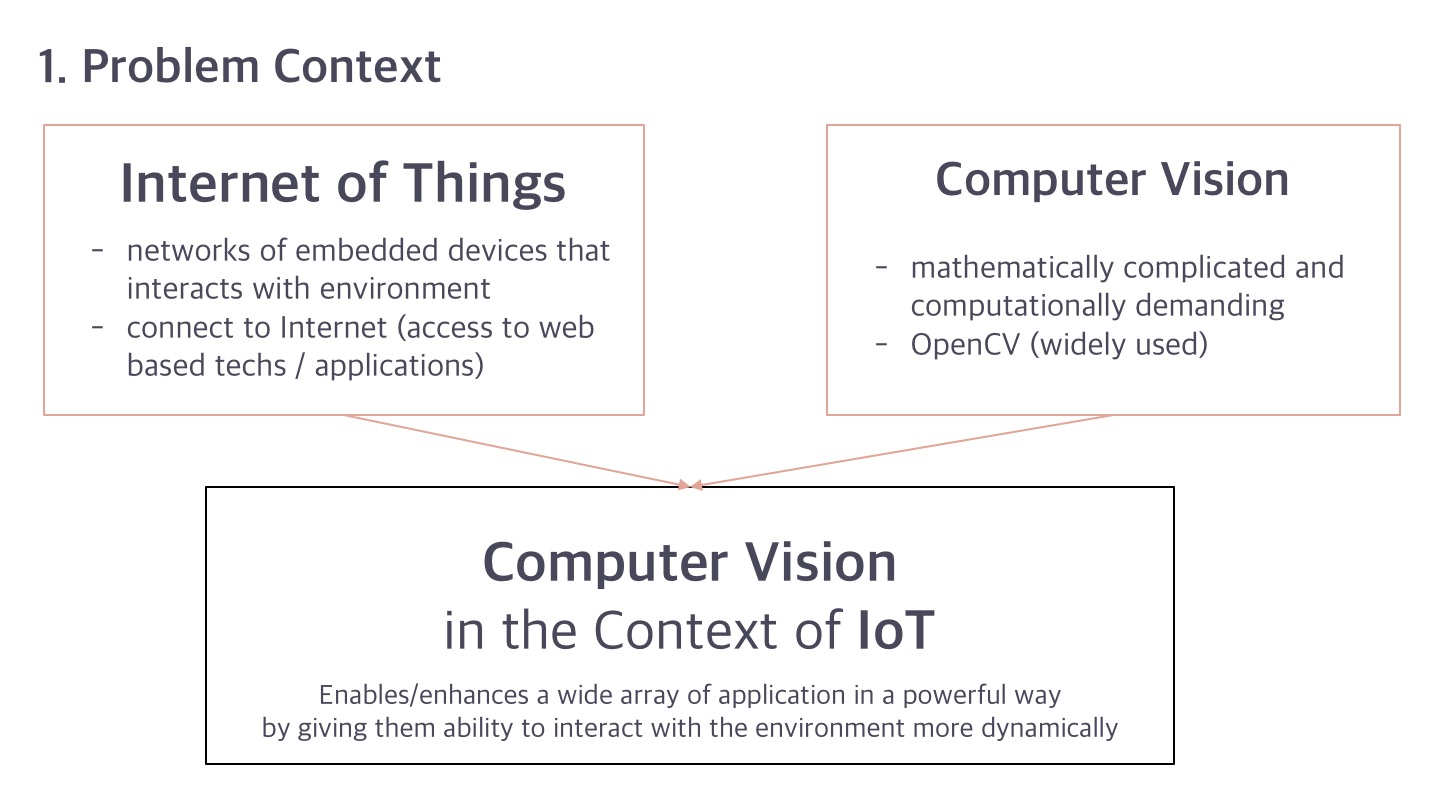 1. Problem Context
Internet of Things
- networks of embedded devices that
interacts with environment
- connect to Internet (access to web
based techs / applications)
Computer Vision
- mathematically complicated and
computationally demanding
- OpenCV (widely used)
Computer Vision
in the Context of IoT
Enables/enhances a wide array of application in a powerful way
by giving them ability to interact with the environment more dynamically